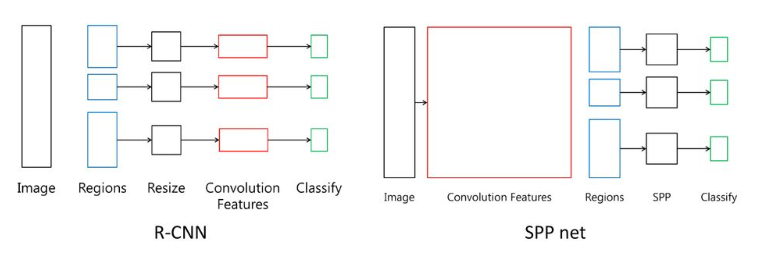 Image
Regions
Resize
Convolution
Features
Classify
R-CNN
Image
Convolution Features
Regions
SPP
Classify
SPP net